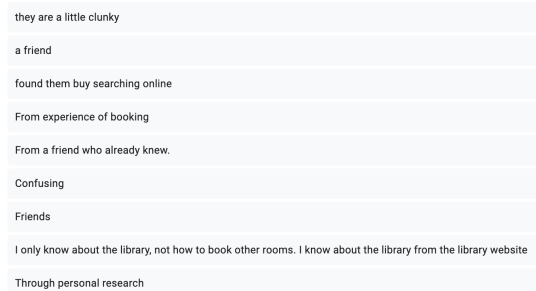 they are a little clunky
a friend
found them buy searching online
From experience of booking
From a friend who already knew.
Confusing
Friends
I only know about the library, not how to book other rooms. I know about the library from the library website
Through personal research